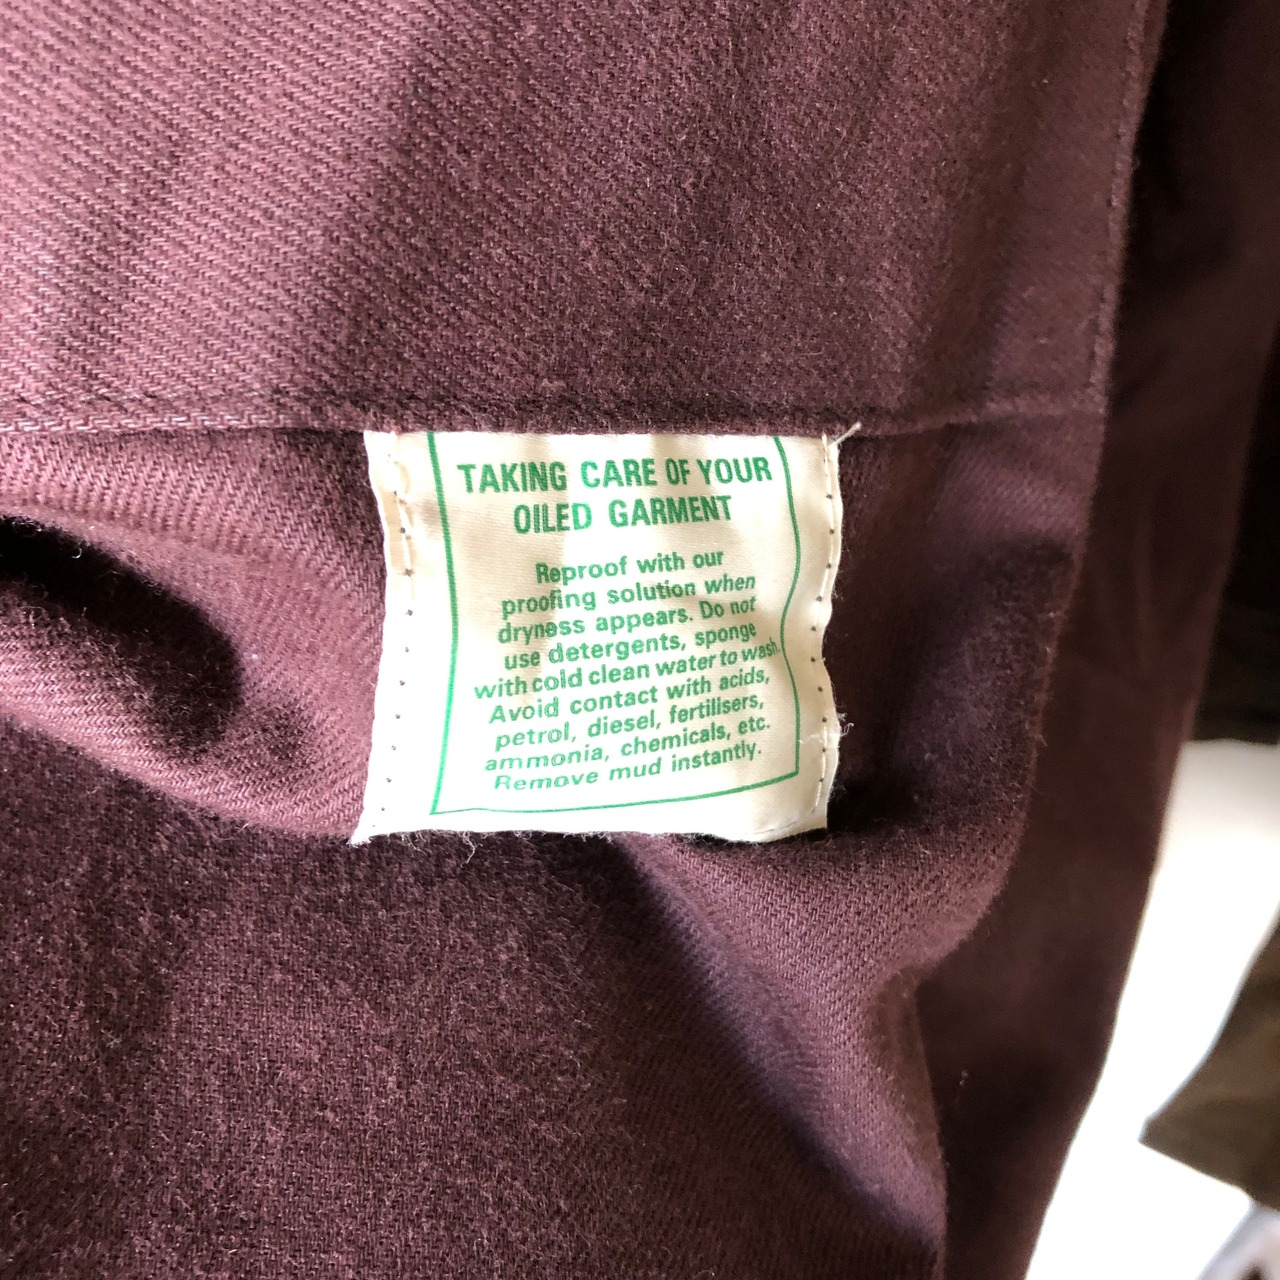 TAKING CARE OF YOUR
OILED GARMENT
Reproof with our
proofing solution when
dryness appears. Do not
use detergents, sponge
with cold clean water to wash.
Avoid contact with acids,
petrol, diesel, fertilisers,
ammonia, chemicals, etc.
Remove mud instantly.